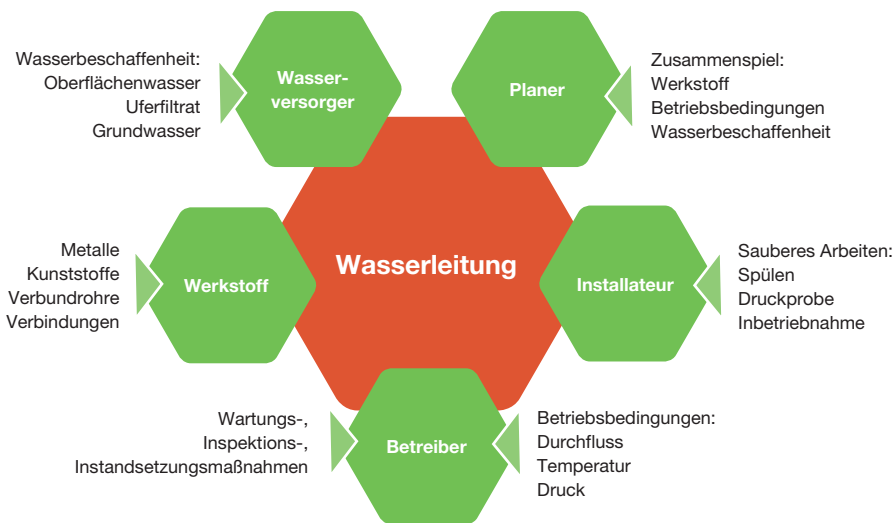 Wasserbeschaffenheit:
Oberflächenwasser
Uferfiltrat
Grundwasser
Wasser-
versorger
Planer
Zusammenspiel:
Werkstoff
Betriebsbedingungen
Wasserbeschaffenheit
Wasserleitung
Metalle
Kunststoffe
Verbundrohre
Verbindungen
Werkstoff
Installateur
Sauberes Arbeiten:
Spülen
Druckprobe
Inbetriebnahme
Wartungs-,
Inspektions-,
Instandsetzungsmaßnahmen
Betreiber
Betriebsbedingungen:
Durchfluss
Temperatur
Druck